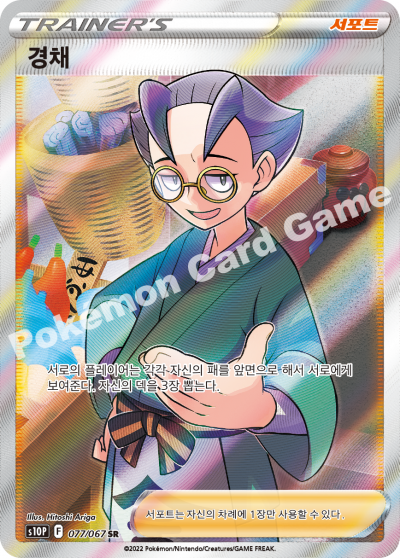 TRAINER'S
서포트
경채
Pokémon Card Game
서로의 플레이어는 각각 자신의 패를 앞면으로 해서 서로에게
보여준다. 자신의 덱을 3장 뽑는다.
Illus. Hitoshi Ariga
s10P F 077/067 SR
서포트는 자신의 차례에 1장만 사용할 수 있다.
©2022 Pokémon/Nintendo/Creatures/GAME FREAK.